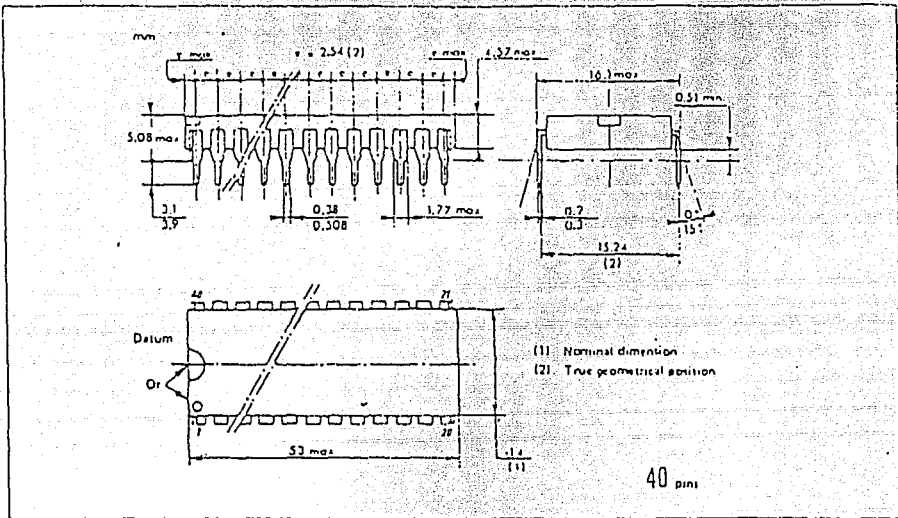 mm
e = 2.54 (2)
4.57 max
16.1 max
0.51 min
5.08 max
3.1
3.9
0.38
0.508
1.77 max
0.2
0.3
0°
15°
15.24
(2)
40
21
Datum
(1) Nominal dimention
(2) True geometrical position
Or
1
20
53 max
14
(1)
40 pins